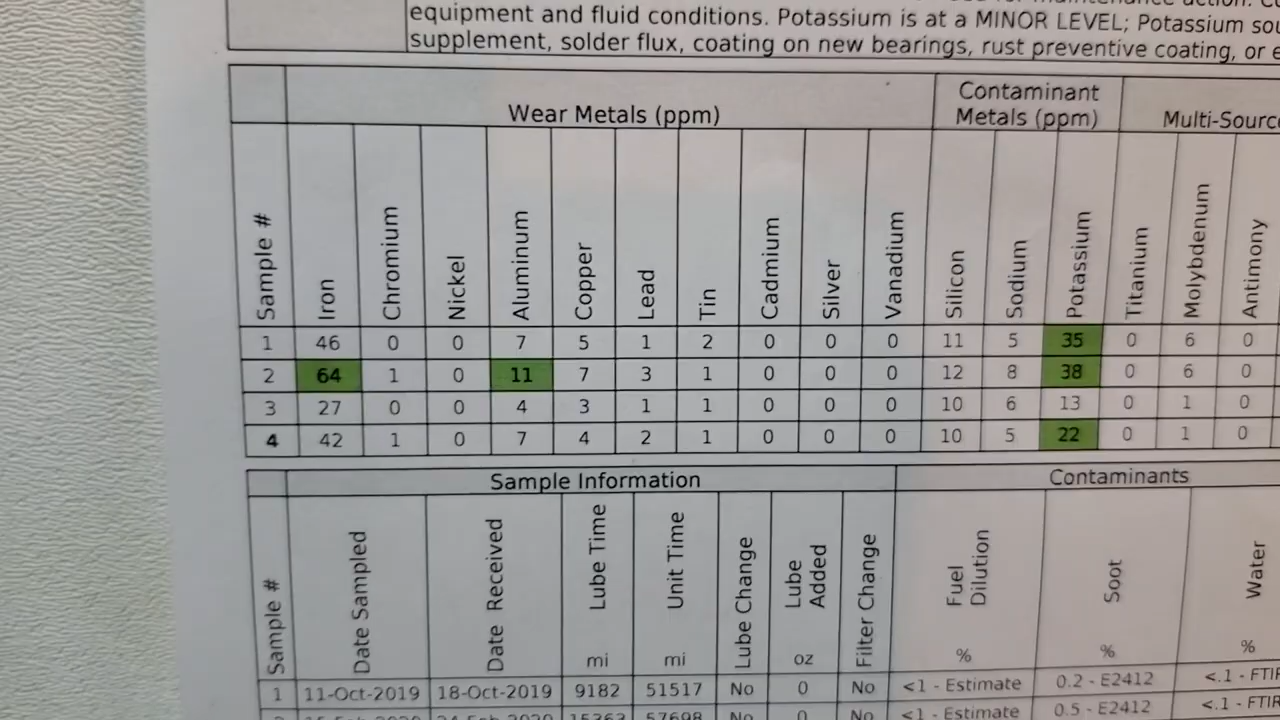 equipment and fluid conditions. Potassium is at a MINOR LEVEL; Potassium
supplement, solder flux, coating on new bearings, rust preventive coating, or
Wear Metals (ppm)
Contaminant
Metals (ppm)
Multi-Source
Sample # Iron Chromium Nickel Aluminum Copper Lead Tin Cadmium Silver Vanadium Silicon Sodium Potassium Titanium Molybdenum Antimony
1 46 0 0 7 5 1 2 0 0 0 11 5 35 0 6 0
2 64 1 0 11 7 3 1 0 0 0 12 8 38 0 6 0
3 27 0 0 4 3 1 1 0 0 0 10 6 13 0 1 0
4 42 1 0 7 4 2 1 0 0 0 10 5 22 0 1 0
Sample Information
Contaminants
Sample # Date Sampled Date Received Lube Time Unit Time Lube Change Lube Added Filter Change Fuel Dilution Soot Water
mi mi oz % % %
1 11-Oct-2019 18-Oct-2019 9182 51517 No 0 No <1 - Estimate 0.2 - E2412 <.1 - FTIR
57698 No 0 No <1 - Estimate 0.5 - E2412 <.1 - FTIR